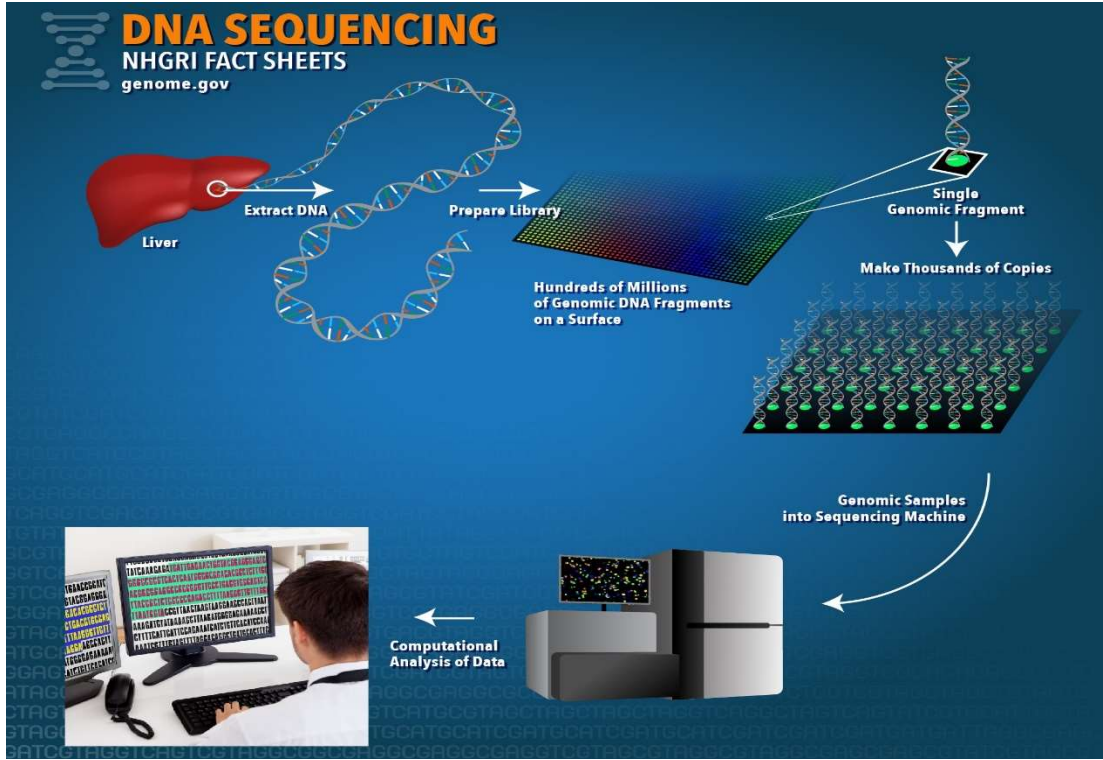 DNA SEQUENCING
NHGRI FACT SHEETS
genome.gov
Liver
Extract DNA
Prepare Library
Hundreds of Millions
of Genomic DNA Fragments
on a Surface
Single
Genomic Fragment
Make Thousands of Copies
Genomic Samples
into Sequencing Machine
Computational
Analysis of Data